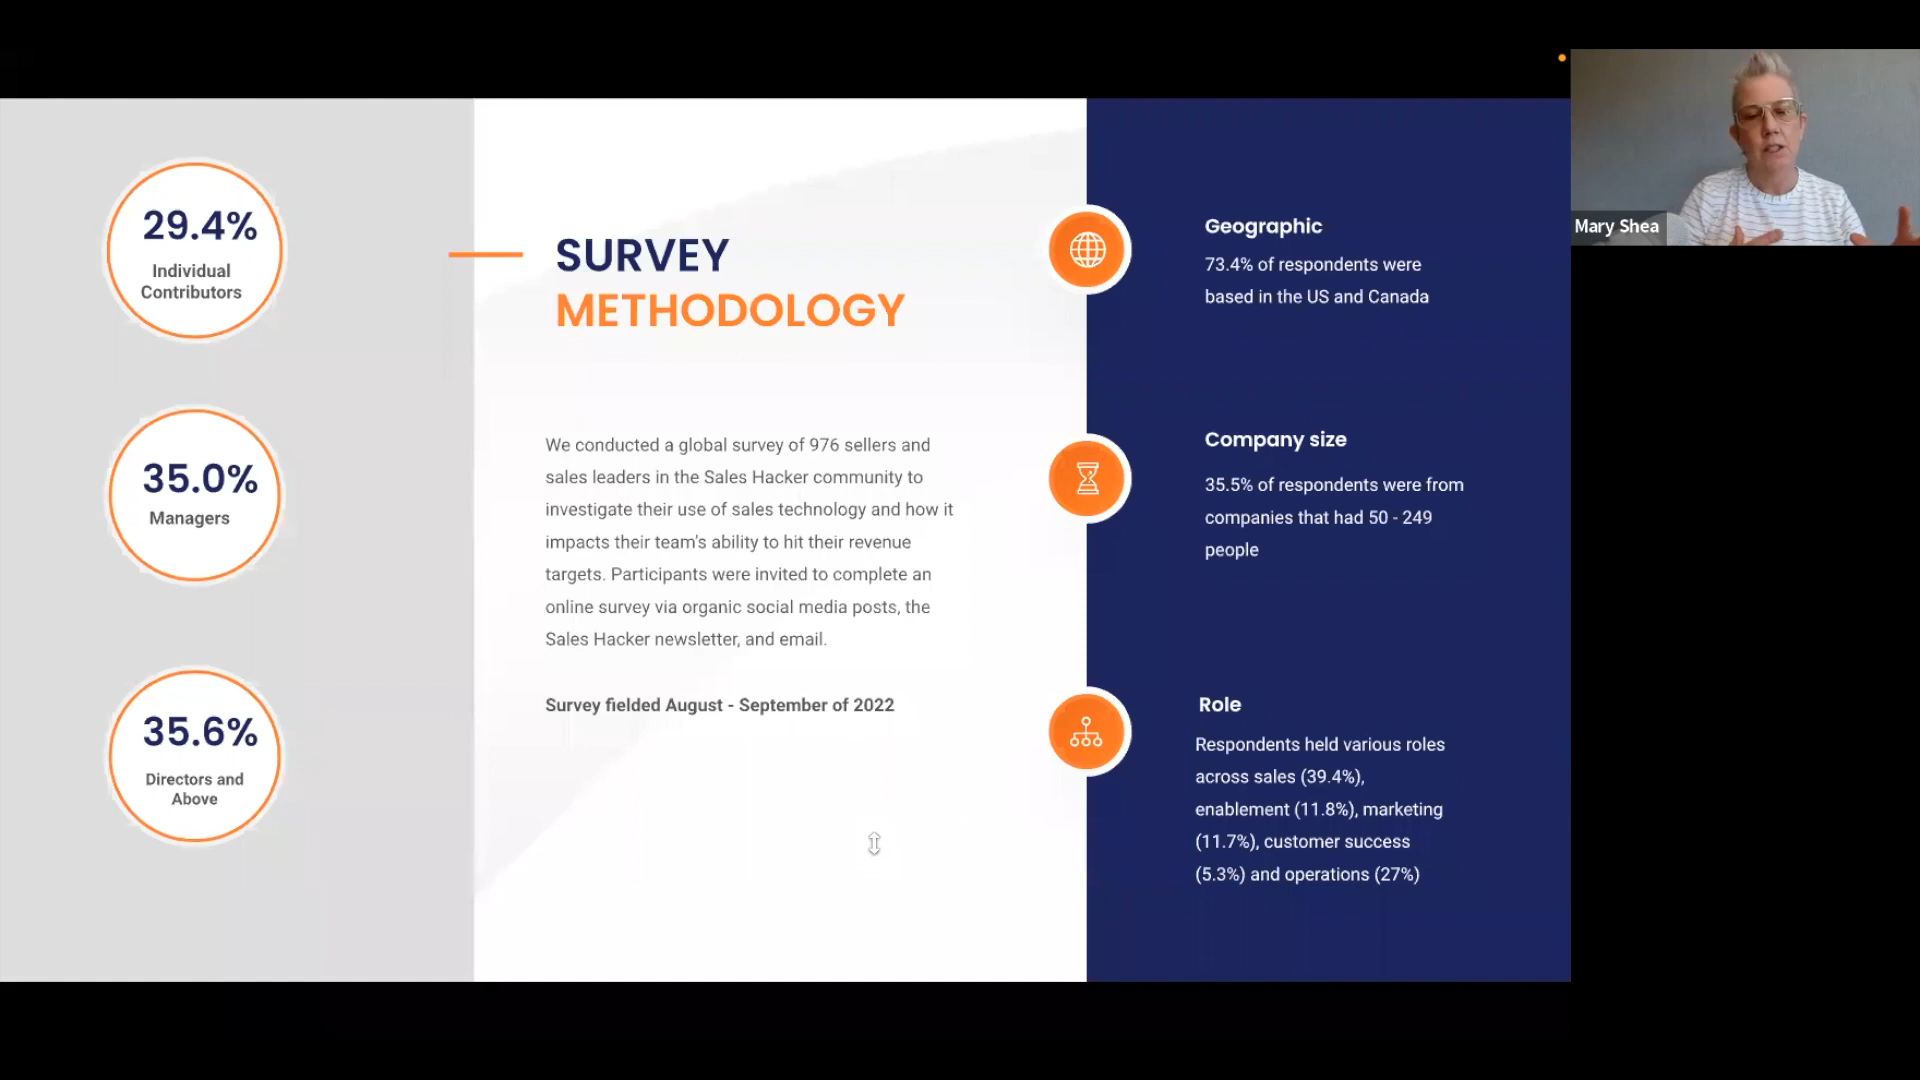 29.4%
Individual
Contributors
35.0%
Managers
35.6%
Directors and
Above
SURVEY
METHODOLOGY
We conducted a global survey of 976 sellers and
sales leaders in the Sales Hacker community to
investigate their use of sales technology and how it
impacts their team's ability to hit their revenue
targets. Participants were invited to complete an
online survey via organic social media posts, the
Sales Hacker newsletter, and email.
Survey fielded August - September of 2022
Geographic
73.4% of respondents were
based in the US and Canada
Company size
35.5% of respondents were from
companies that had 50 - 249
people
Role
Respondents held various roles
across sales (39.4%),
enablement (11.8%), marketing
(11.7%), customer success
(5.3%) and operations (27%)
Mary Shea